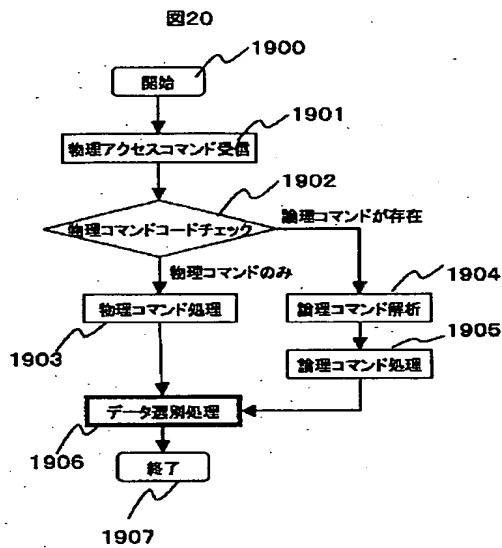 図20
1900
開始
1901
物理アクセスコマンド受信
1902
物理コマンドコードチェック
論理コマンドが存在
物理コマンドのみ
1904
物理コマンド処理
論理コマンド解析
1903
1905
論理コマンド処理
データ選別処理
1906
終了
1907